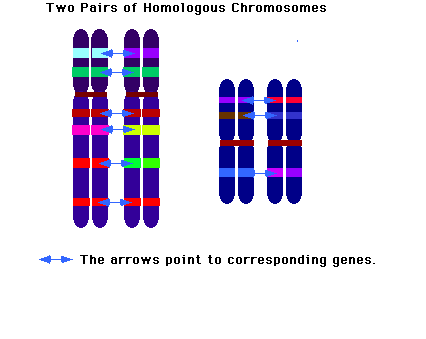 Two Pairs of Homologous Chromosomes
The arrows point to corresponding genes.